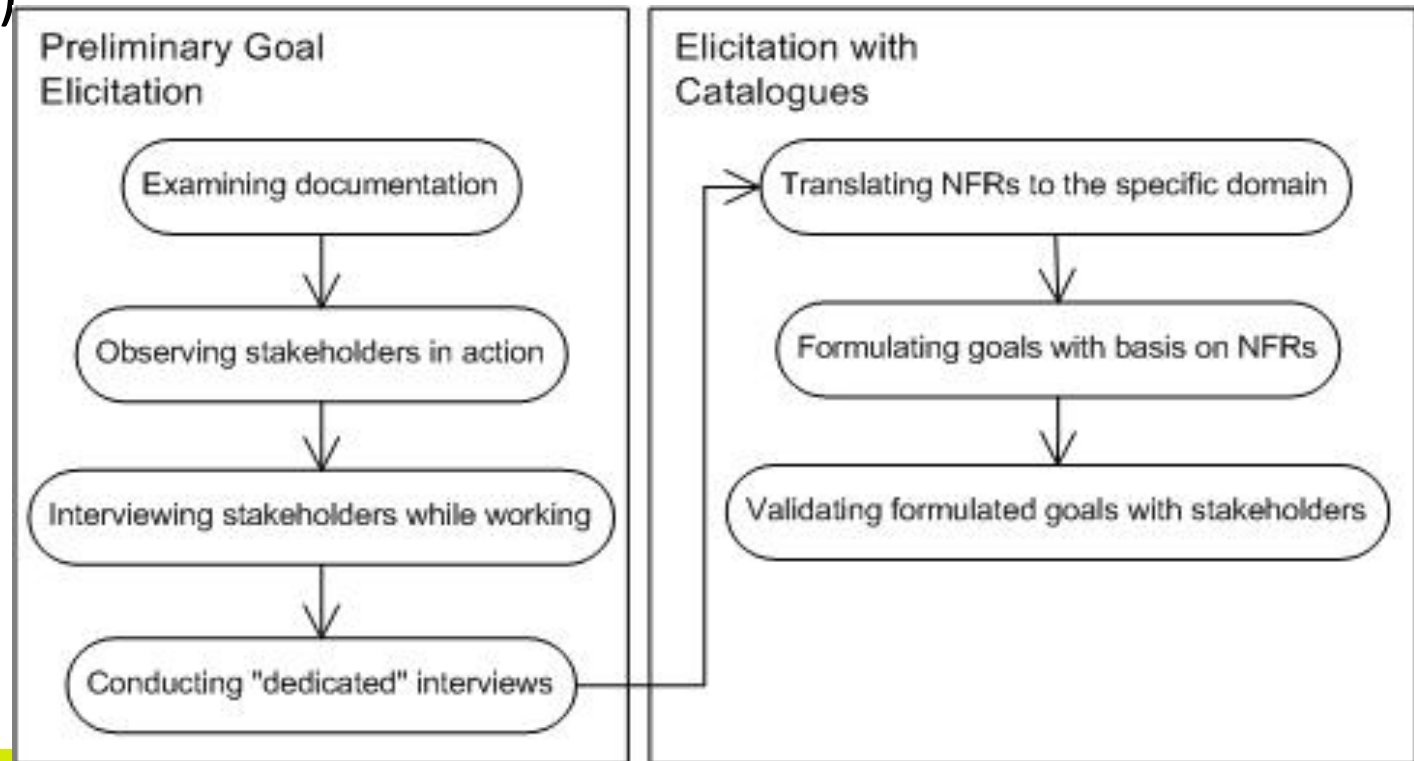 Preliminary Goal
Elicitation
Examining documentation
Observing stakeholders in action
Interviewing stakeholders while working
Conducting "dedicated" interviews
Elicitation with
Catalogues
Translating NFRs to the specific domain
Formulating goals with basis on NFRs
Validating formulated goals with stakeholders